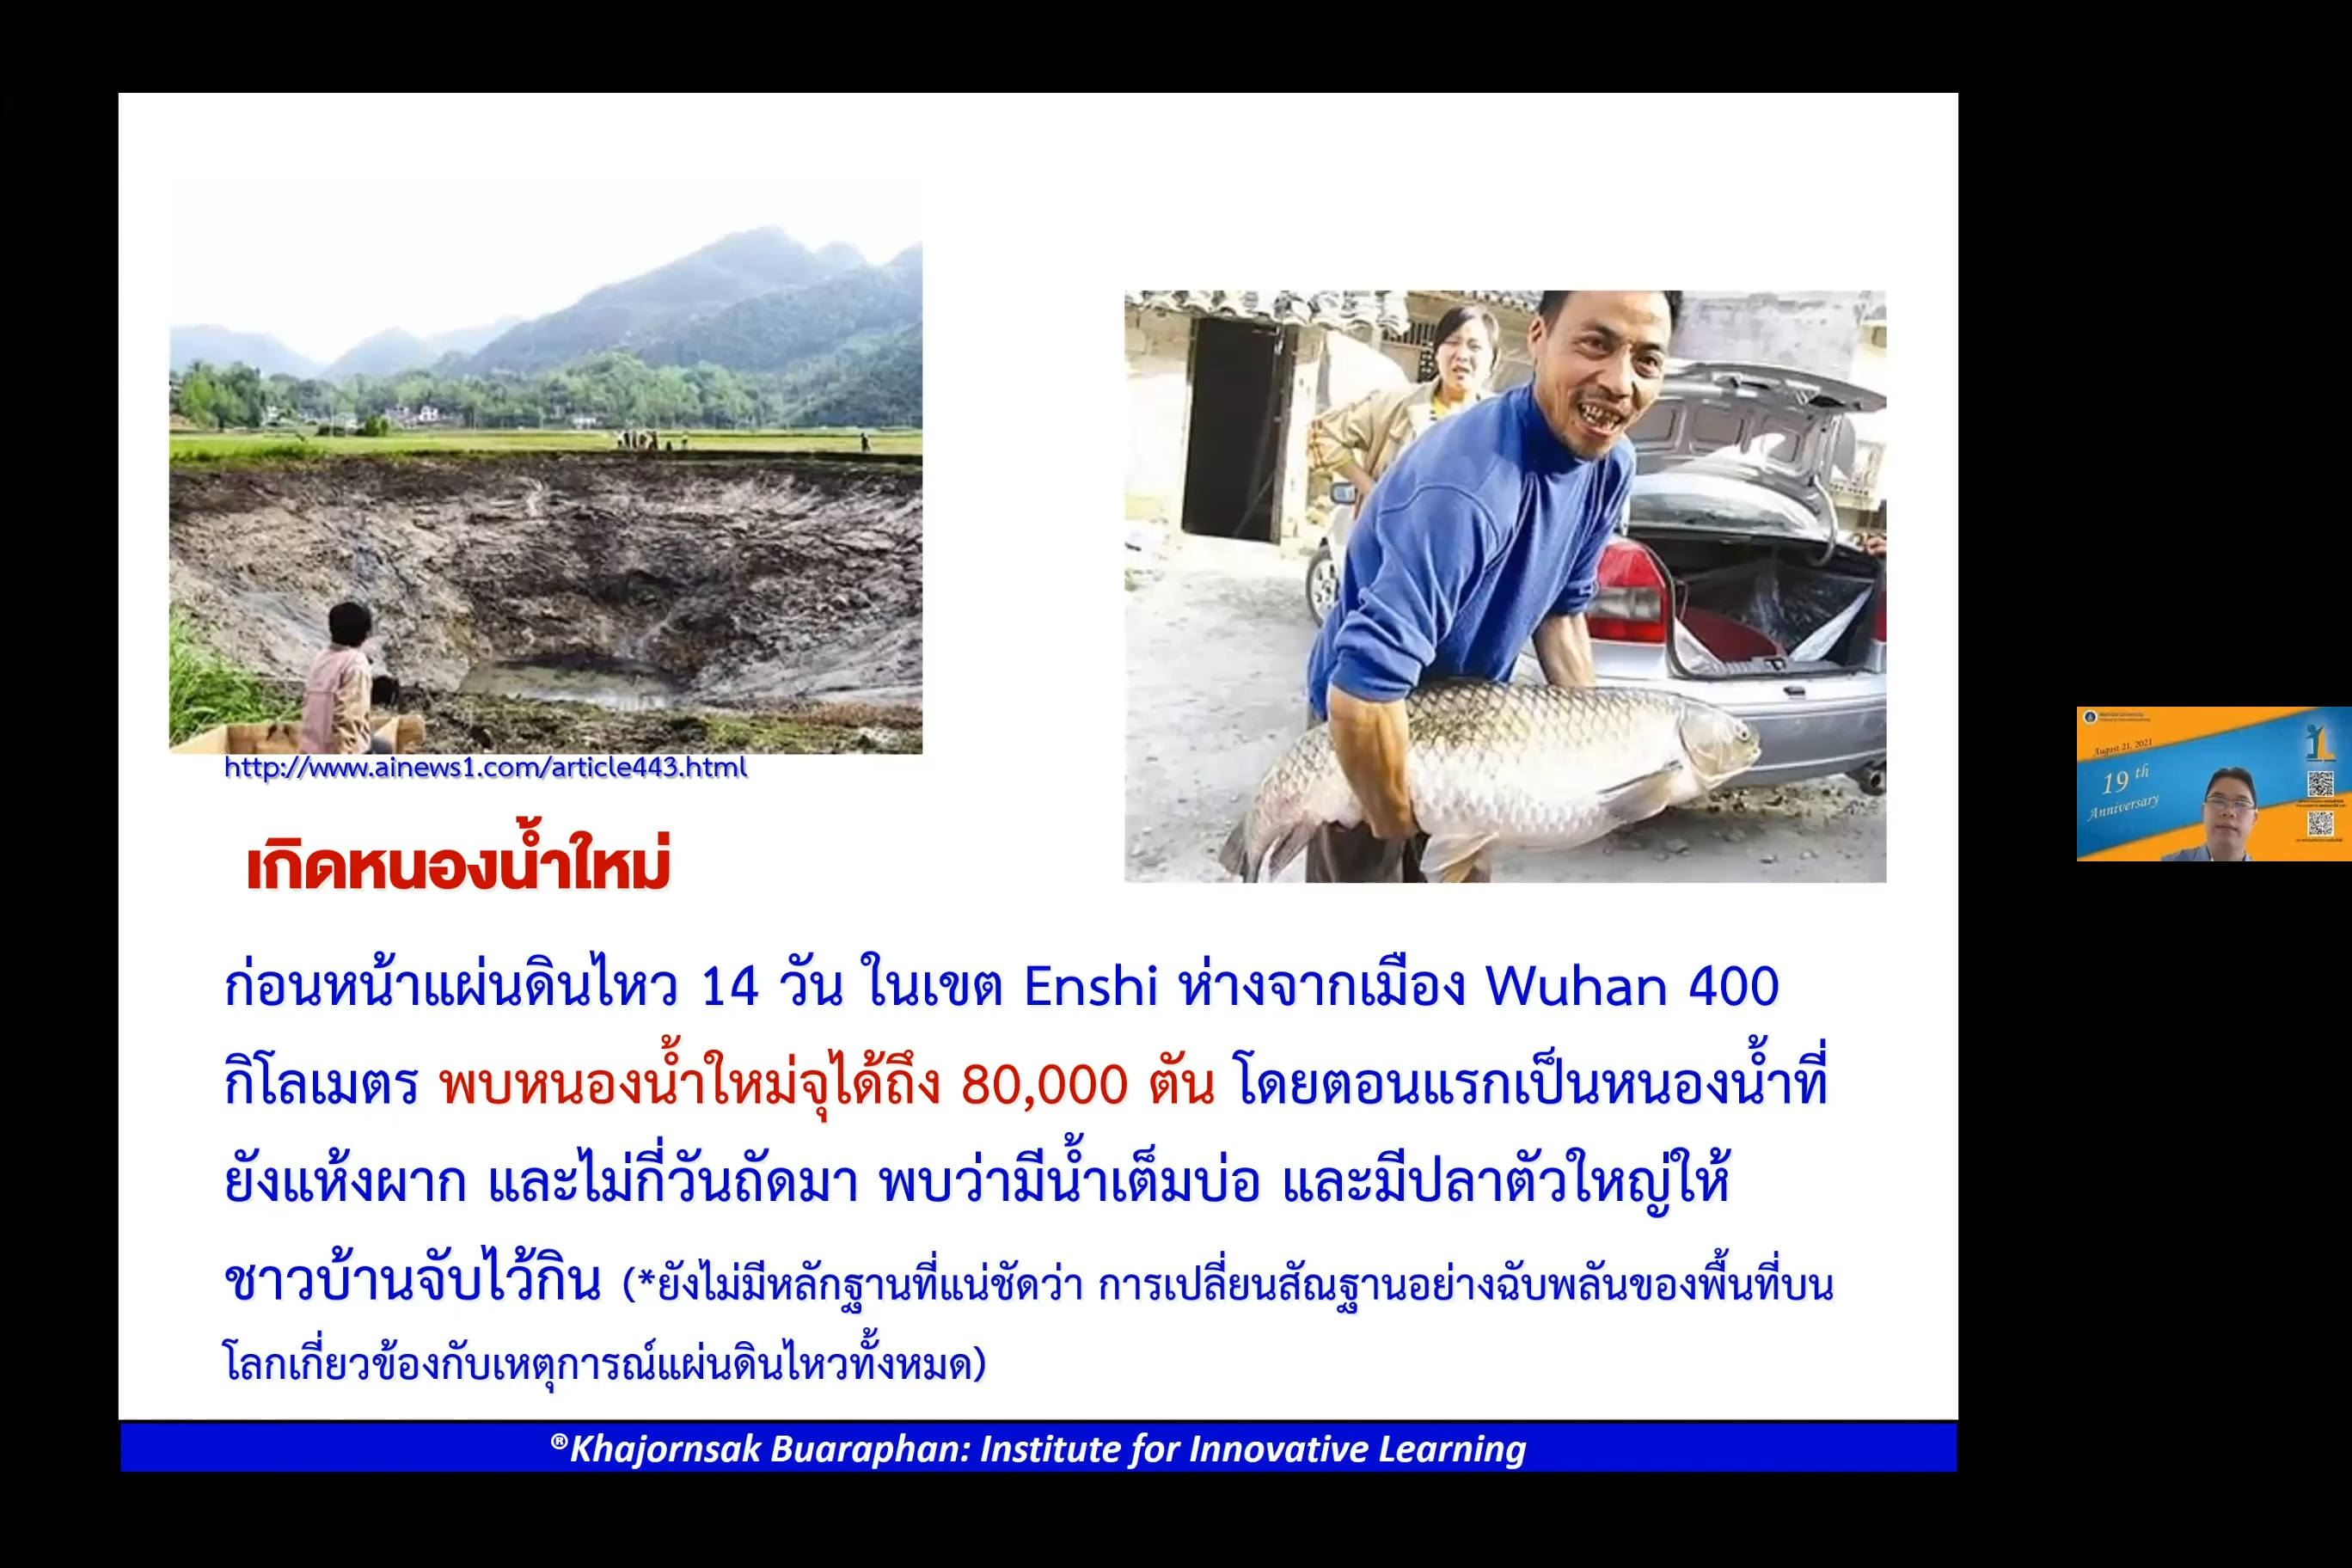 http://www.ainews1.com/article443.html
เกิดหนองน้ำใหม่
ก่อนหน้าแผ่นดินไหว 14 วัน ในเขต Enshi ห่างจากเมือง Wuhan 400
กิโลเมตร พบหนองน้ำใหม่จุได้ถึง 80,000 ตัน โดยตอนแรกเป็นหนองน้ำที่
ยังแห้งผาก และไม่กี่วันถัดมา พบว่ามีน้ำเต็มบ่อ และมีปลาตัวใหญ่ให้
ชาวบ้านจับไว้กิน (*ยังไม่มีหลักฐานที่แน่ชัดว่า การเปลี่ยนสัณฐานอย่างฉับพลันของพื้นที่บน
โลกเกี่ยวข้องกับเหตุการณ์แผ่นดินไหวทั้งหมด)
®Khajornsak Buaraphan: Institute for Innovative Learning
Mahidol University
August 21, 2021
19 th
Anniversary